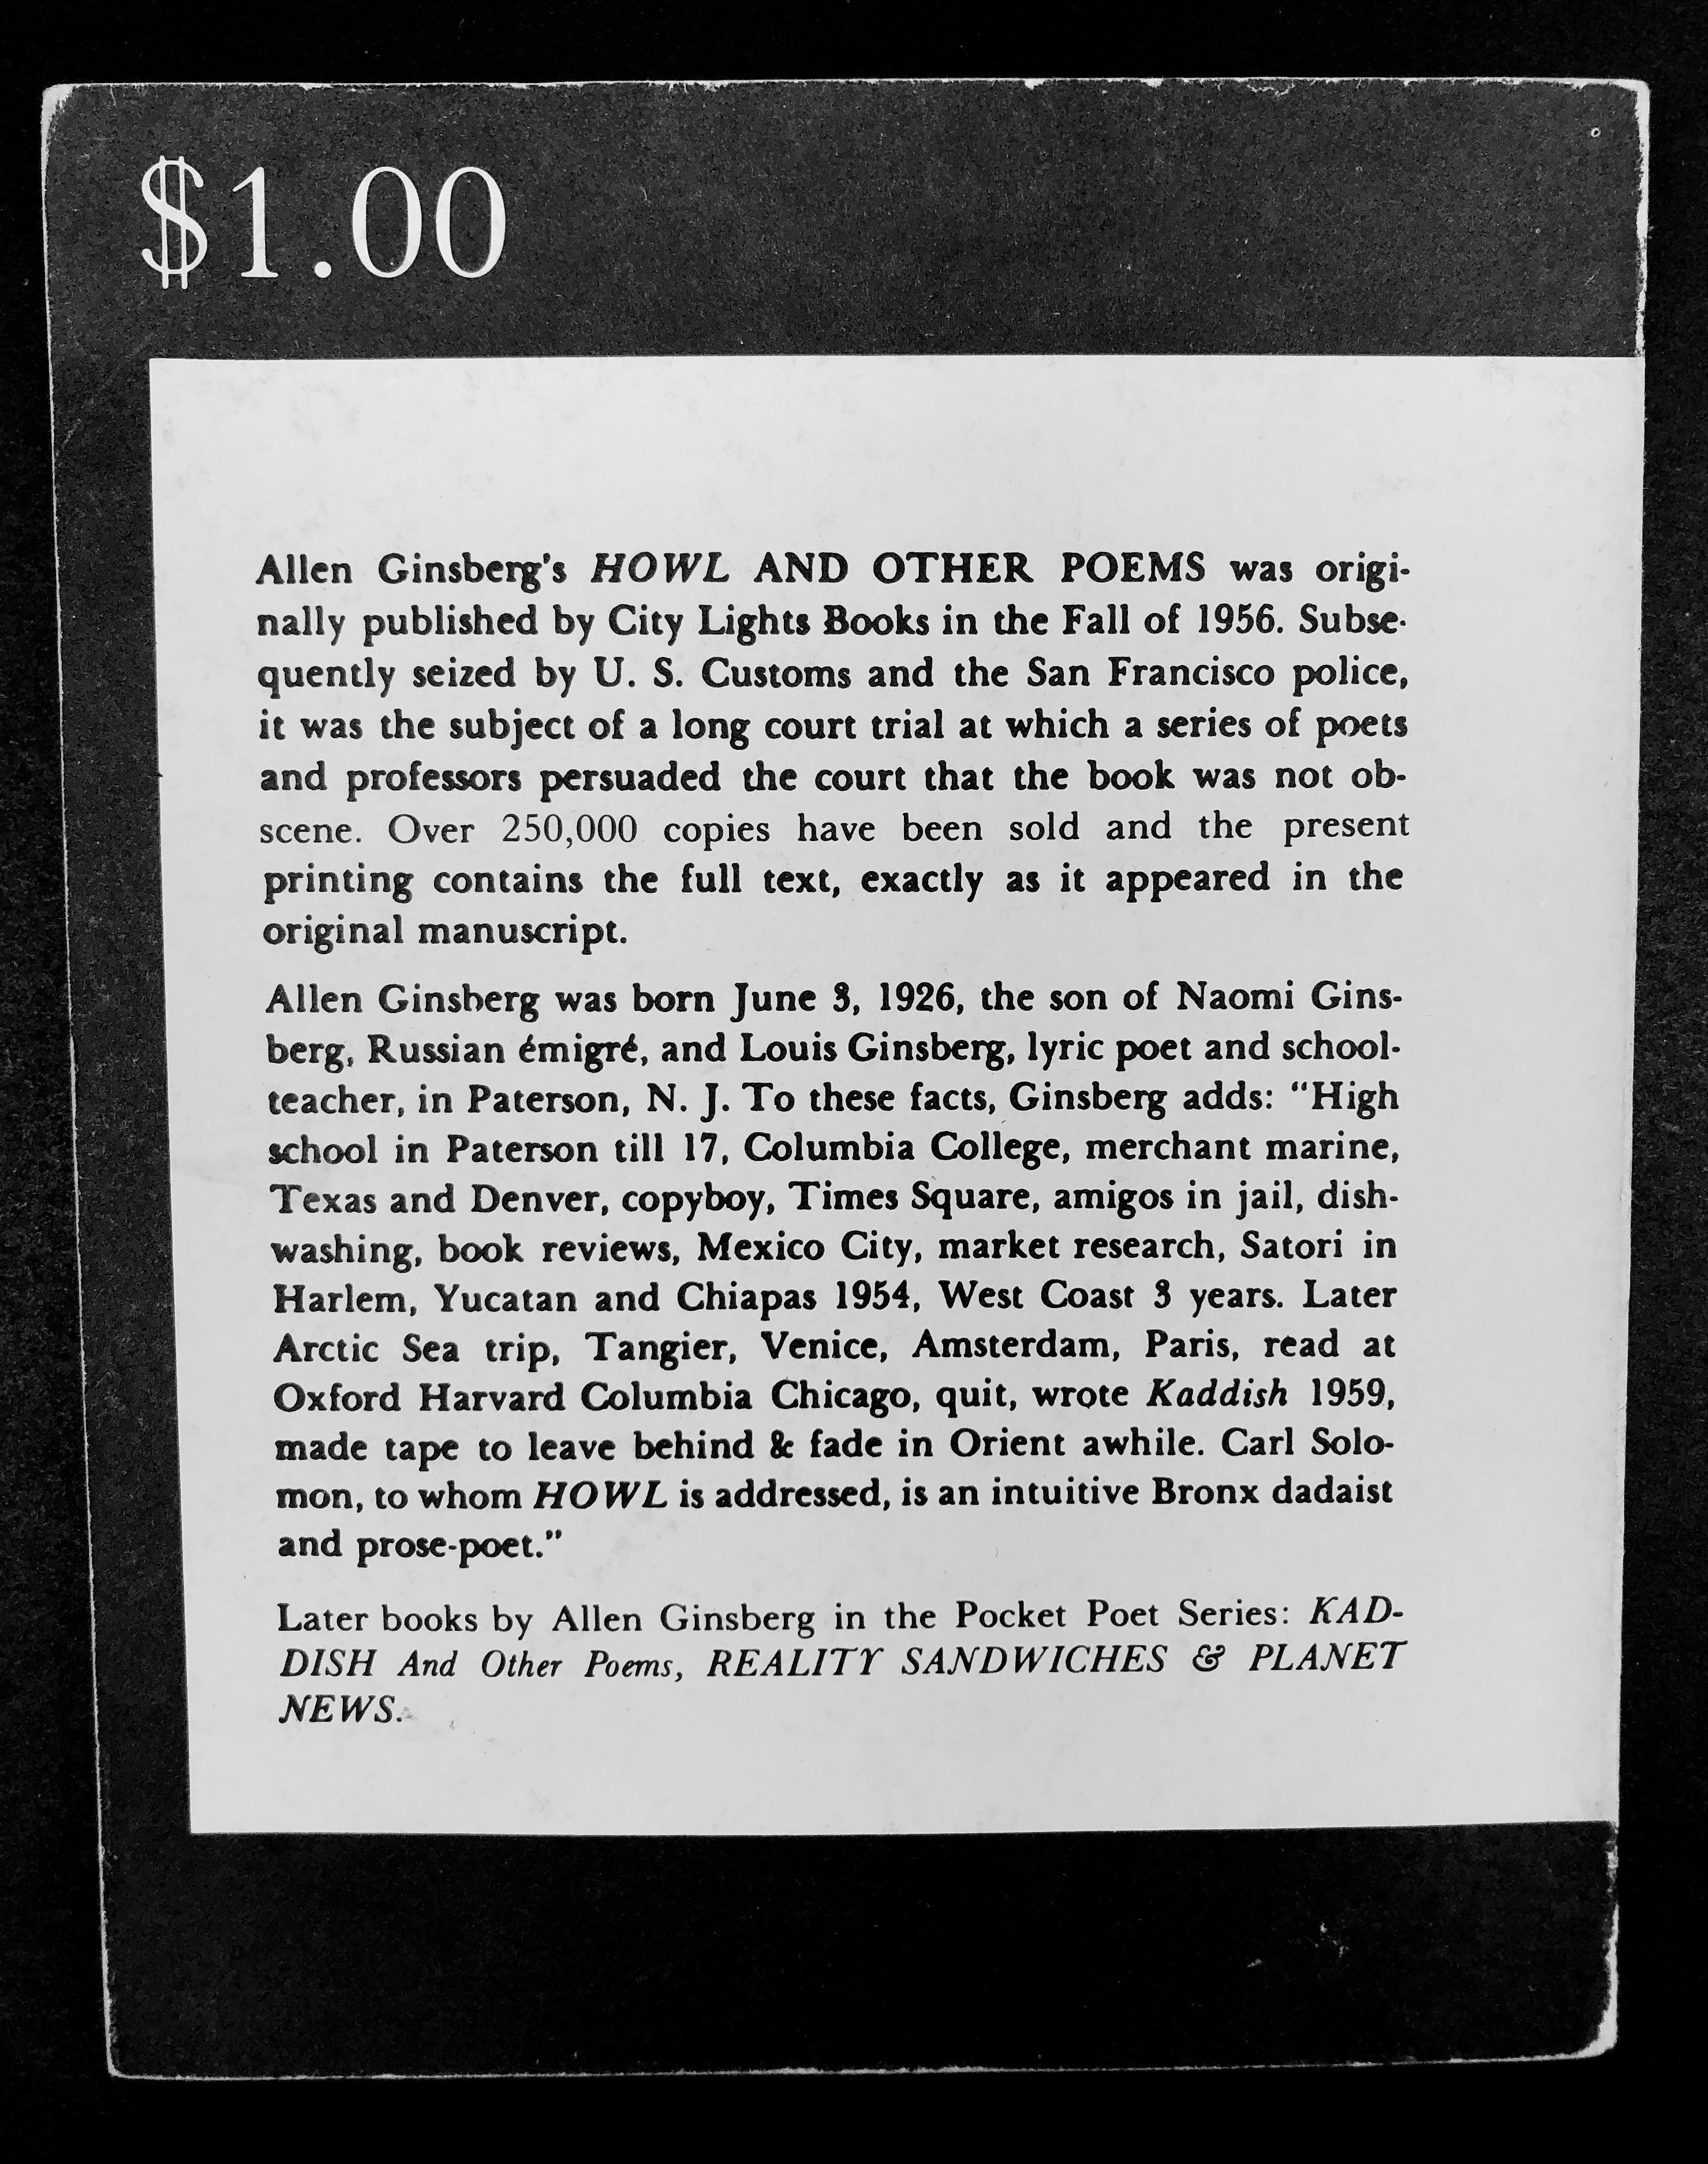 $1.00
Allen Ginsberg's HOWL AND OTHER POEMS was origi-
nally published by City Lights Books in the Fall of 1956. Subse-
quently seized by U. S. Customs and the San Francisco police,
it was the subject of a long court trial at which a series of poets
and professors persuaded the court that the book was not ob-
scene. Over 250,000 copies have been sold and the present
printing contains the full text, exactly as it appeared in the
original manuscript.
Allen Ginsberg was born June 3, 1926, the son of Naomi Gins-
berg, Russian émigré, and Louis Ginsberg, lyric poet and school-
teacher, in Paterson, N. J. To these facts, Ginsberg adds: "High
school in Paterson till 17, Columbia College, merchant marine,
Texas and Denver, copyboy, Times Square, amigos in jail, dish-
washing, book reviews, Mexico City, market research, Satori in
Harlem, Yucatan and Chiapas 1954, West Coast 3 years. Later
Arctic Sea trip, Tangier, Venice, Amsterdam, Paris, read at
Oxford Harvard Columbia Chicago, quit, wrote Kaddish 1959,
made tape to leave behind & fade in Orient awhile. Carl Solo-
mon, to whom HOWL is addressed, is an intuitive Bronx dadaist
and prose-poet."
Later books by Allen Ginsberg in the Pocket Poet Series: KAD-
DISH And Other Poems, REALITY SANDWICHES & PLANET
NEWS.